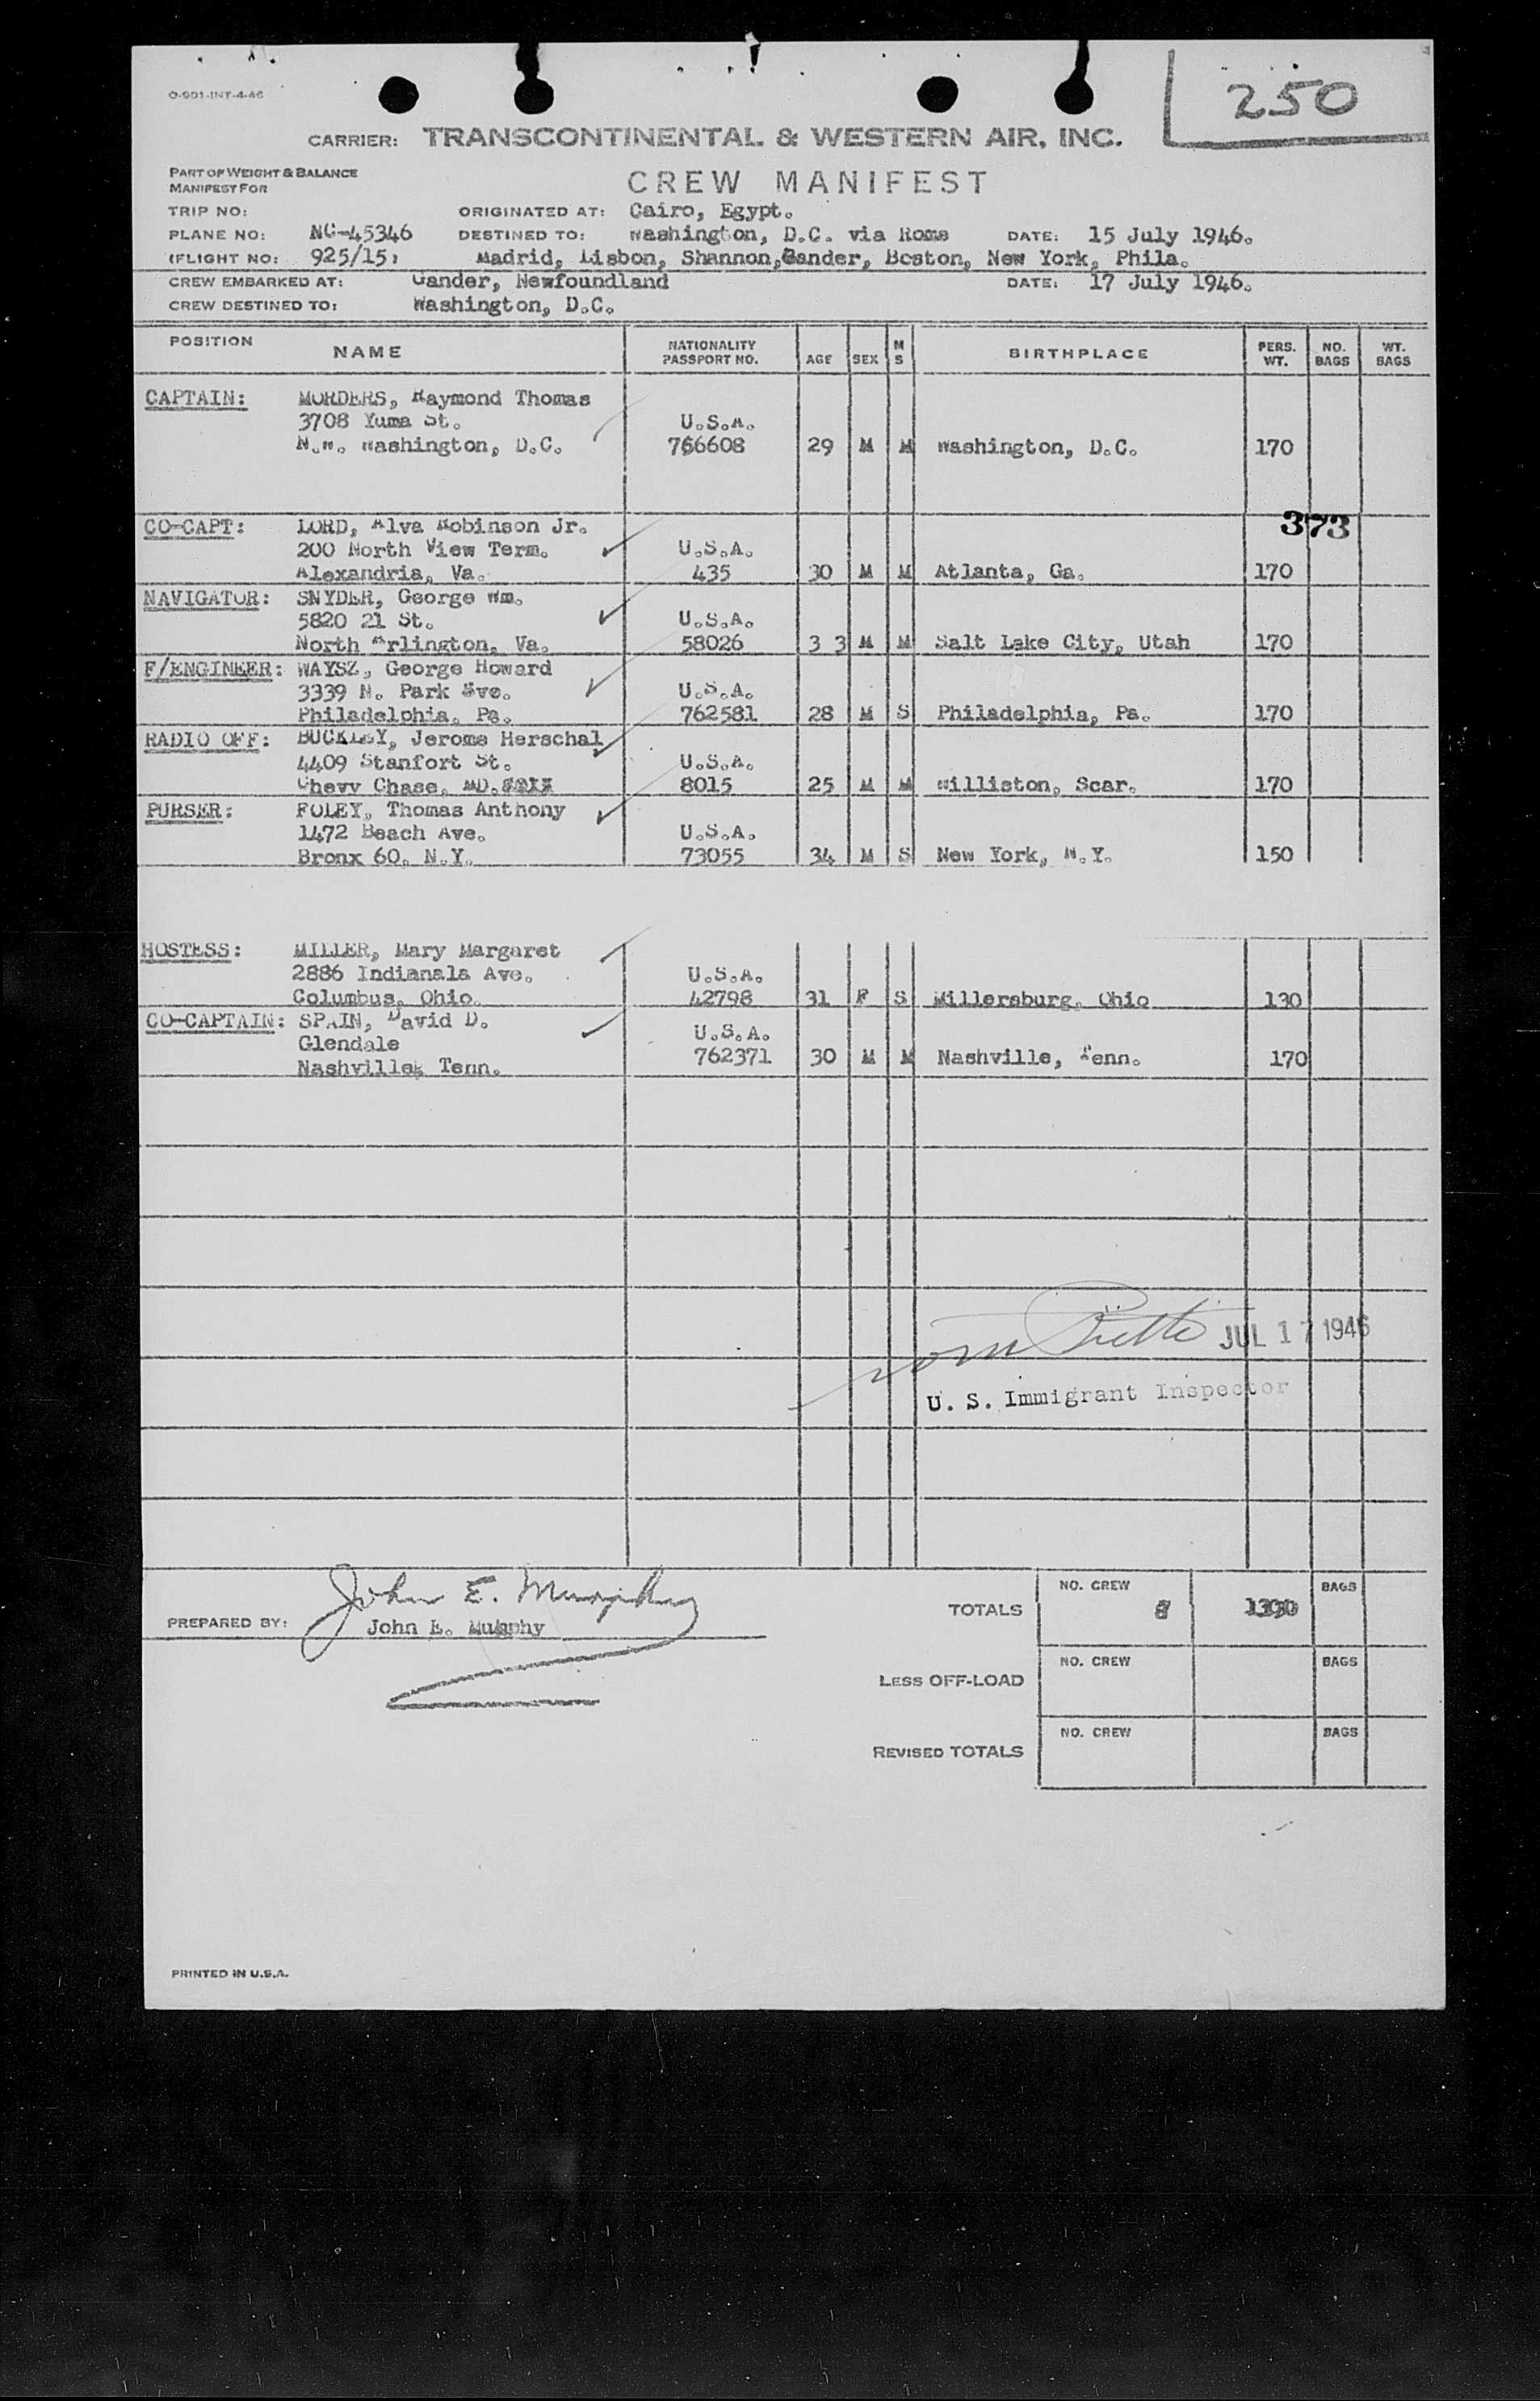 O-901-INT-4-46
250
CARRIER: TRANSCONTINENTAL & WESTERN AIR, INC.
PART OF WEIGHT & BALANCE
MANIFEST FOR
CREW MANIFEST
TRIP NO: ORIGINATED AT: Cairo, Egypt.
PLANE NO: NC-45346 DESTINED TO: Washington, D.C. via Rome DATE: 15 July 1946.
(FLIGHT NO: 925/15) Madrid, Lisbon, Shannon, Gander, Boston, New York, Phila.
CREW EMBARKED AT: Gander, Newfoundland DATE: 17 July 1946.
CREW DESTINED TO: Washington, D.C.
POSITION NAME NATIONALITY PASSPORT NO. AGE SEX M S BIRTHPLACE PERS. WT. NO. BAGS WT. BAGS
CAPTAIN: MORDERS, Raymond Thomas
3708 Yuma St. U.S.A.
N.W. Washington, D.C. 766608 29 M M Washington, D.C. 170
373
CO-CAPT: LORD, Alva Robinson Jr.
200 North View Term. U.S.A.
Alexandria, Va. 435 30 M M Atlanta, Ga. 170
NAVIGATOR: SNYDER, George Wm.
5820 21 St. U.S.A.
North Arlington, Va. 58026 3 3 M M Salt Lake City, Utah 170
F/ENGINEER: WAYSZ, George Howard
3339 N. Park Ave. U.S.A.
Philadelphia, Pa. 762581 28 M S Philadelphia, Pa. 170
RADIO OFF: BUCKLEY, Jerome Herschal
4409 Stanfort St. U.S.A.
Chevy Chase, MD. 8015 25 M M Williston, Scar. 170
PURSER: FOLEY, Thomas Anthony
1472 Beach Ave. U.S.A.
Bronx 60, N.Y. 73055 34 M S New York, N.Y. 150
HOSTESS: MILLER, Mary Margaret
2886 Indianala Ave. U.S.A.
Columbus, Ohio. 42798 31 F S Millersburg, Ohio 130
CO-CAPTAIN: SPAIN, David D.
Glendale U.S.A.
Nashville, Tenn. 762371 30 M M Nashville, Tenn. 170
JUL 17 1946
U. S. Immigrant Inspector
John E. Murphy
PREPARED BY: John E. Murphy
TOTALS NO. CREW 8 BAGS
LESS OFF-LOAD NO. CREW BAGS
REVISED TOTALS NO. CREW BAGS
PRINTED IN U.S.A.